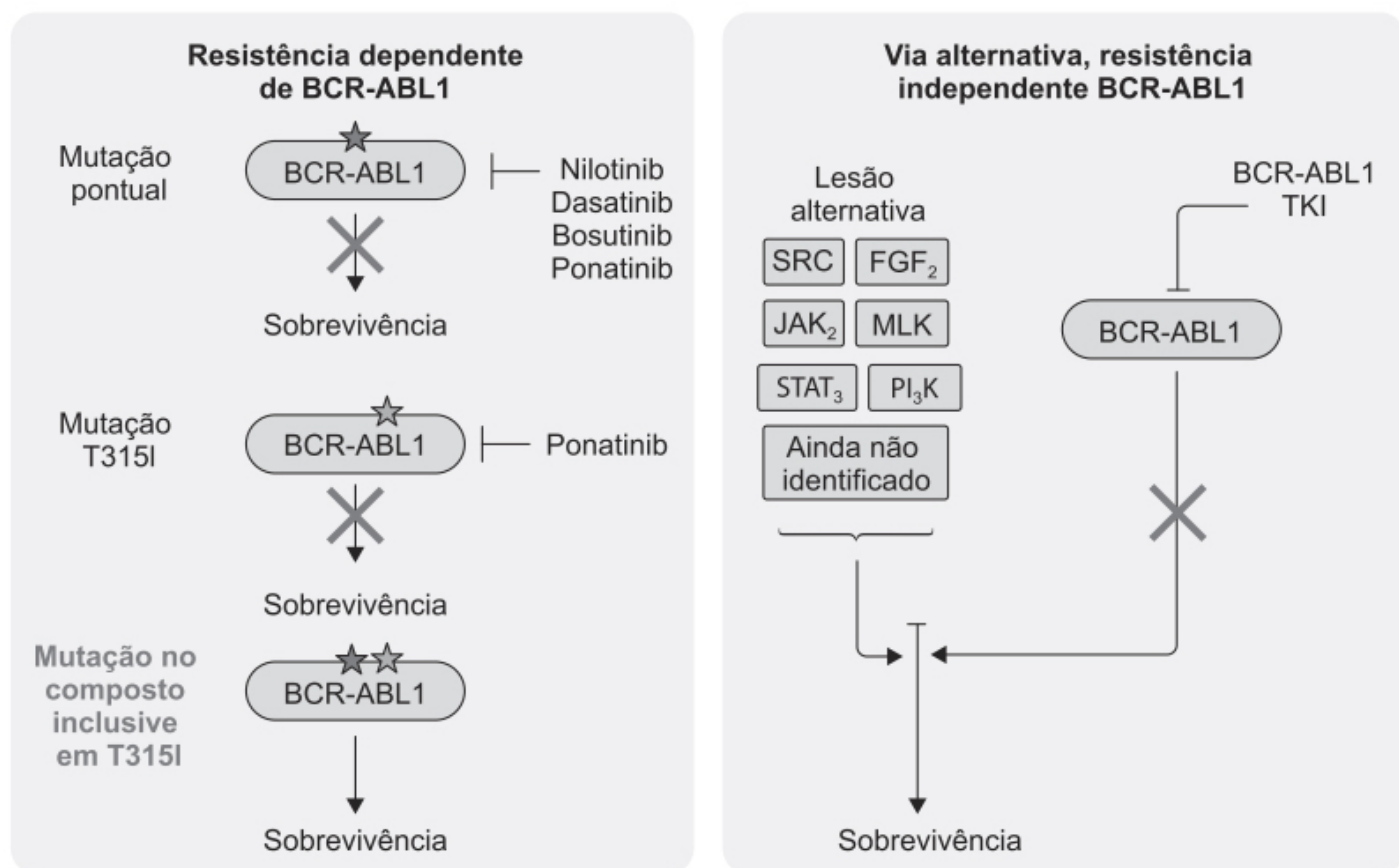 Resistência dependente
de BCR-ABL1
Mutação
pontual
BCR-ABL1
Nilotinib
Dasatinib
Bosutinib
Ponatinib
Sobrevivência
Mutação
T315I
BCR-ABL1
Ponatinib
Sobrevivência
Mutação no
composto
inclusive
em T315I
BCR-ABL1
Sobrevivência
Via alternativa, resistência
independente BCR-ABL1
Lesão
alternativa
SRC
FGF₂
JAK₂
MLK
STAT₃
PI₃K
Ainda não
identificado
BCR-ABL1
TKI
BCR-ABL1
Sobrevivência